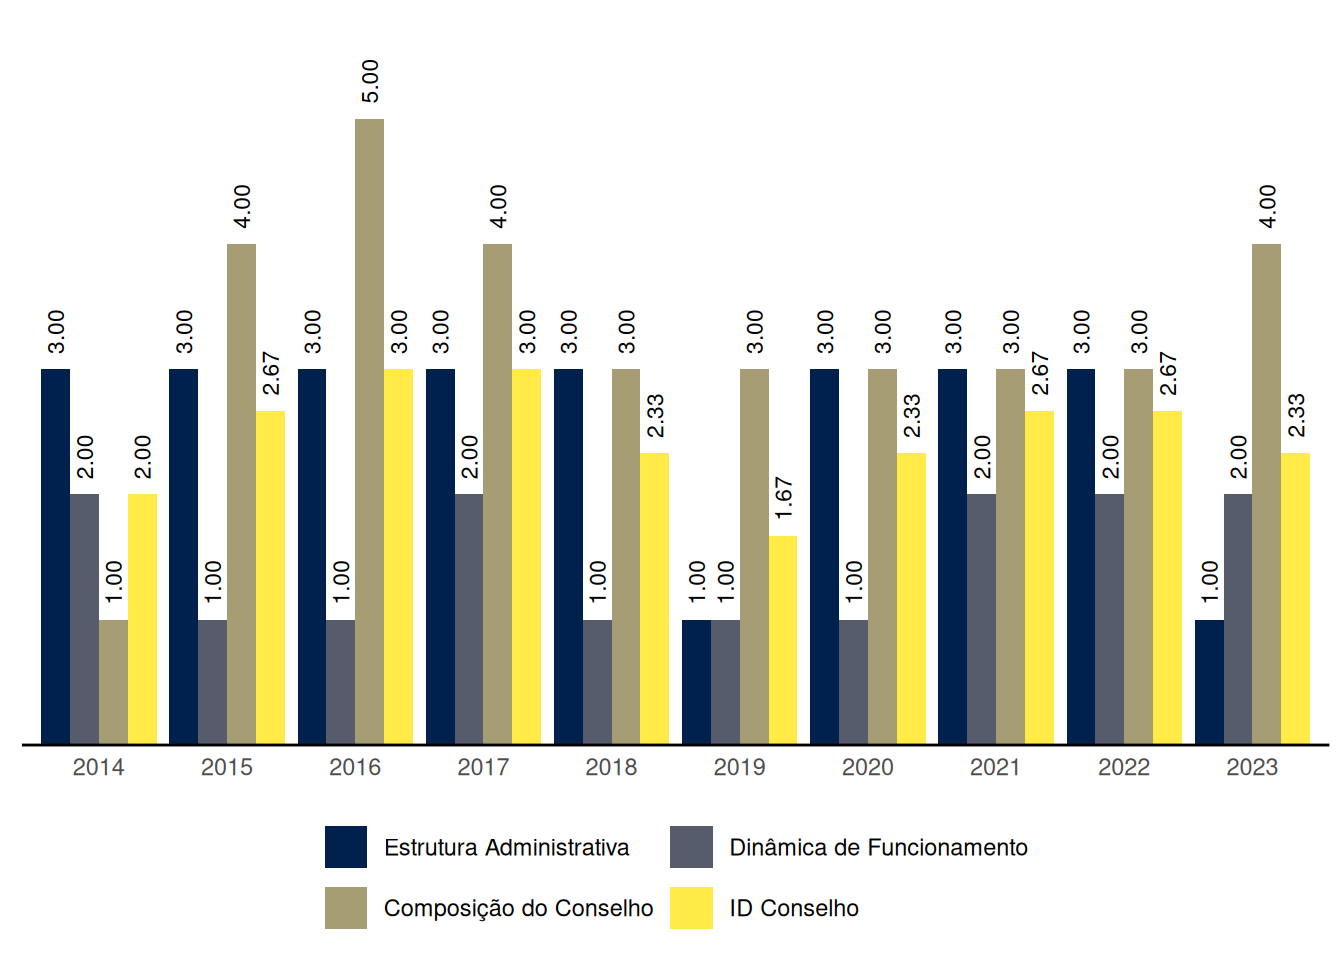 5.00
4.00 4.00 4.00
3.00 3.00 3.00 3.00 3.00 3.00 3.00 3.00 3.00 3.00 3.00 3.00 3.00 3.00
2.67 2.67 2.67
2.33 2.33 2.33
2.00 2.00 2.00 2.00 2.00 2.00
1.67
1.00 1.00 1.00 1.00 1.00 1.00 1.00 1.00
2014 2015 2016 2017 2018 2019 2020 2021 2022 2023
Estrutura Administrativa Dinâmica de Funcionamento
Composição do Conselho ID Conselho